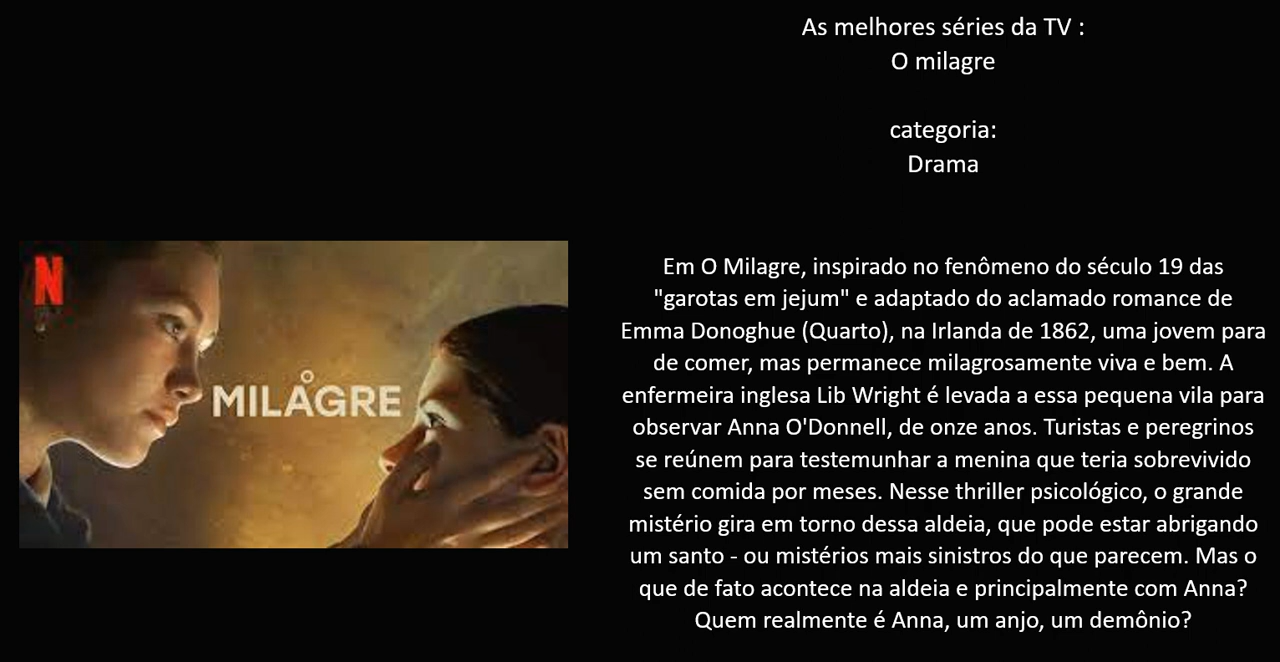 As melhores séries da TV :
O milagre
categoria:
Drama
N
O
MILAGRE
Em O Milagre, inspirado no fenômeno do século 19 das
"garotas em jejum" e adaptado do aclamado romance de
Emma Donoghue (Quarto), na Irlanda de 1862, uma jovem para
de comer, mas permanece milagrosamente viva e bem. A
enfermeira inglesa Lib Wright é levada a essa pequena vila para
observar Anna O'Donnell, de onze anos. Turistas e peregrinos
se reúnem para testemunhar a menina que teria sobrevivido
sem comida por meses. Nesse thriller psicológico, o grande
mistério gira em torno dessa aldeia, que pode estar abrigando
um santo - ou mistérios mais sinistros do que parecem. Mas o
que de fato acontece na aldeia e principalmente com Anna?
Quem realmente é Anna, um anjo, um demônio?